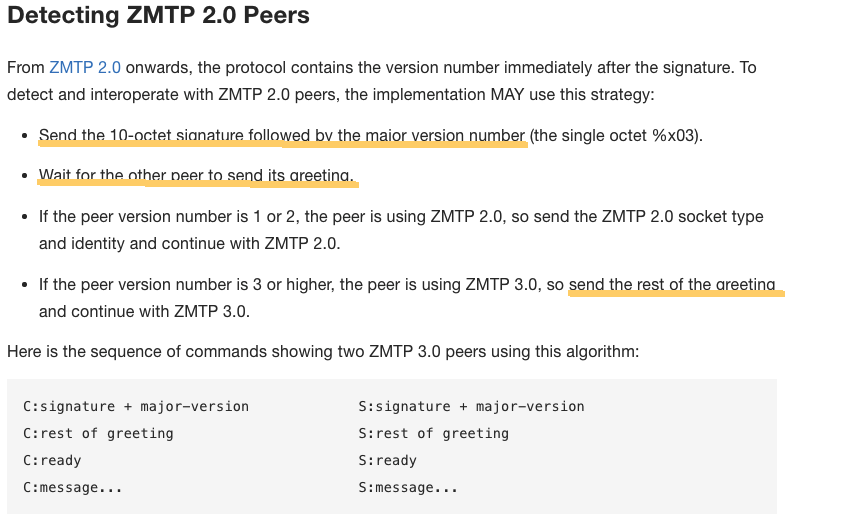 Detecting ZMTP 2.0 Peers
From ZMTP 2.0 onwards, the protocol contains the version number immediately after the signature. To
detect and interoperate with ZMTP 2.0 peers, the implementation MAY use this strategy:
• Send the 10-octet signature followed by the major version number (the single octet %x03).
• Wait for the other peer to send its greeting.
• If the peer version number is 1 or 2, the peer is using ZMTP 2.0, so send the ZMTP 2.0 socket type
and identity and continue with ZMTP 2.0.
• If the peer version number is 3 or higher, the peer is using ZMTP 3.0, so send the rest of the greeting
and continue with ZMTP 3.0.
Here is the sequence of commands showing two ZMTP 3.0 peers using this algorithm:
C:signature + major-version S:signature + major-version
C:rest of greeting S:rest of greeting
C:ready S:ready
C:message... S:message...